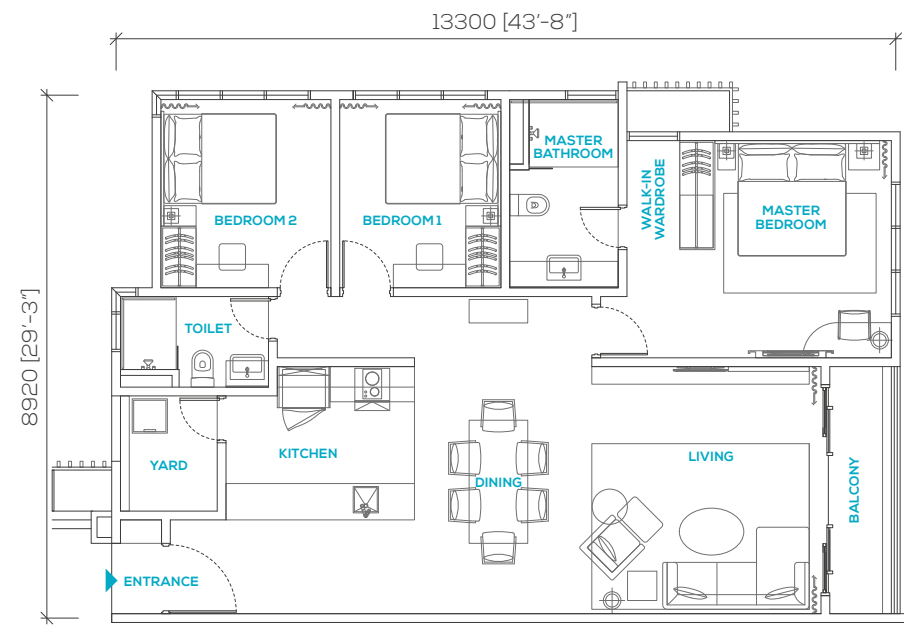 13300 [43'-8"]
8920 [29'-3"]
MASTER
BATHROOM
WALK-IN
WARDROBE
BEDROOM 2
BEDROOM 1
MASTER
BEDROOM
TOILET
KITCHEN
YARD
DINING
LIVING
BALCONY
ENTRANCE